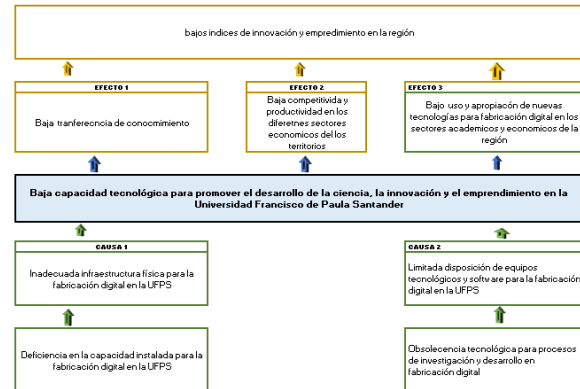 bajos indices de innovación y empredimiento en la región
EFECTO 1
Baja tranferecncia de conocmimiento
EFECTO 2
Baja competitivida y
productividad en los
diferetnes sectores
economicos del los
territorios
EFECTO 3
Bajo uso y apropiación de nuevas
tecnologías para fabricación digital en los
sectores academicos y economicos de la
región
Baja capacidad tecnológica para promover el desarrollo de la ciencia, la innovación y el emprendimiento en la
Universidad Francisco de Paula Santander
CAUSA 1
Inadecuada infraestructura física para la
fabricación digital en la UFPS
CAUSA 2
Limitada disposición de equipos
tecnológicos y software para la fabricación
digital en la UFPS
Deficiencia en la capacidad instalada para la
fabricación digital en la UFPS
Obsolecencia tecnológica para procesos
de investigación y desarrollo en
fabricación digital